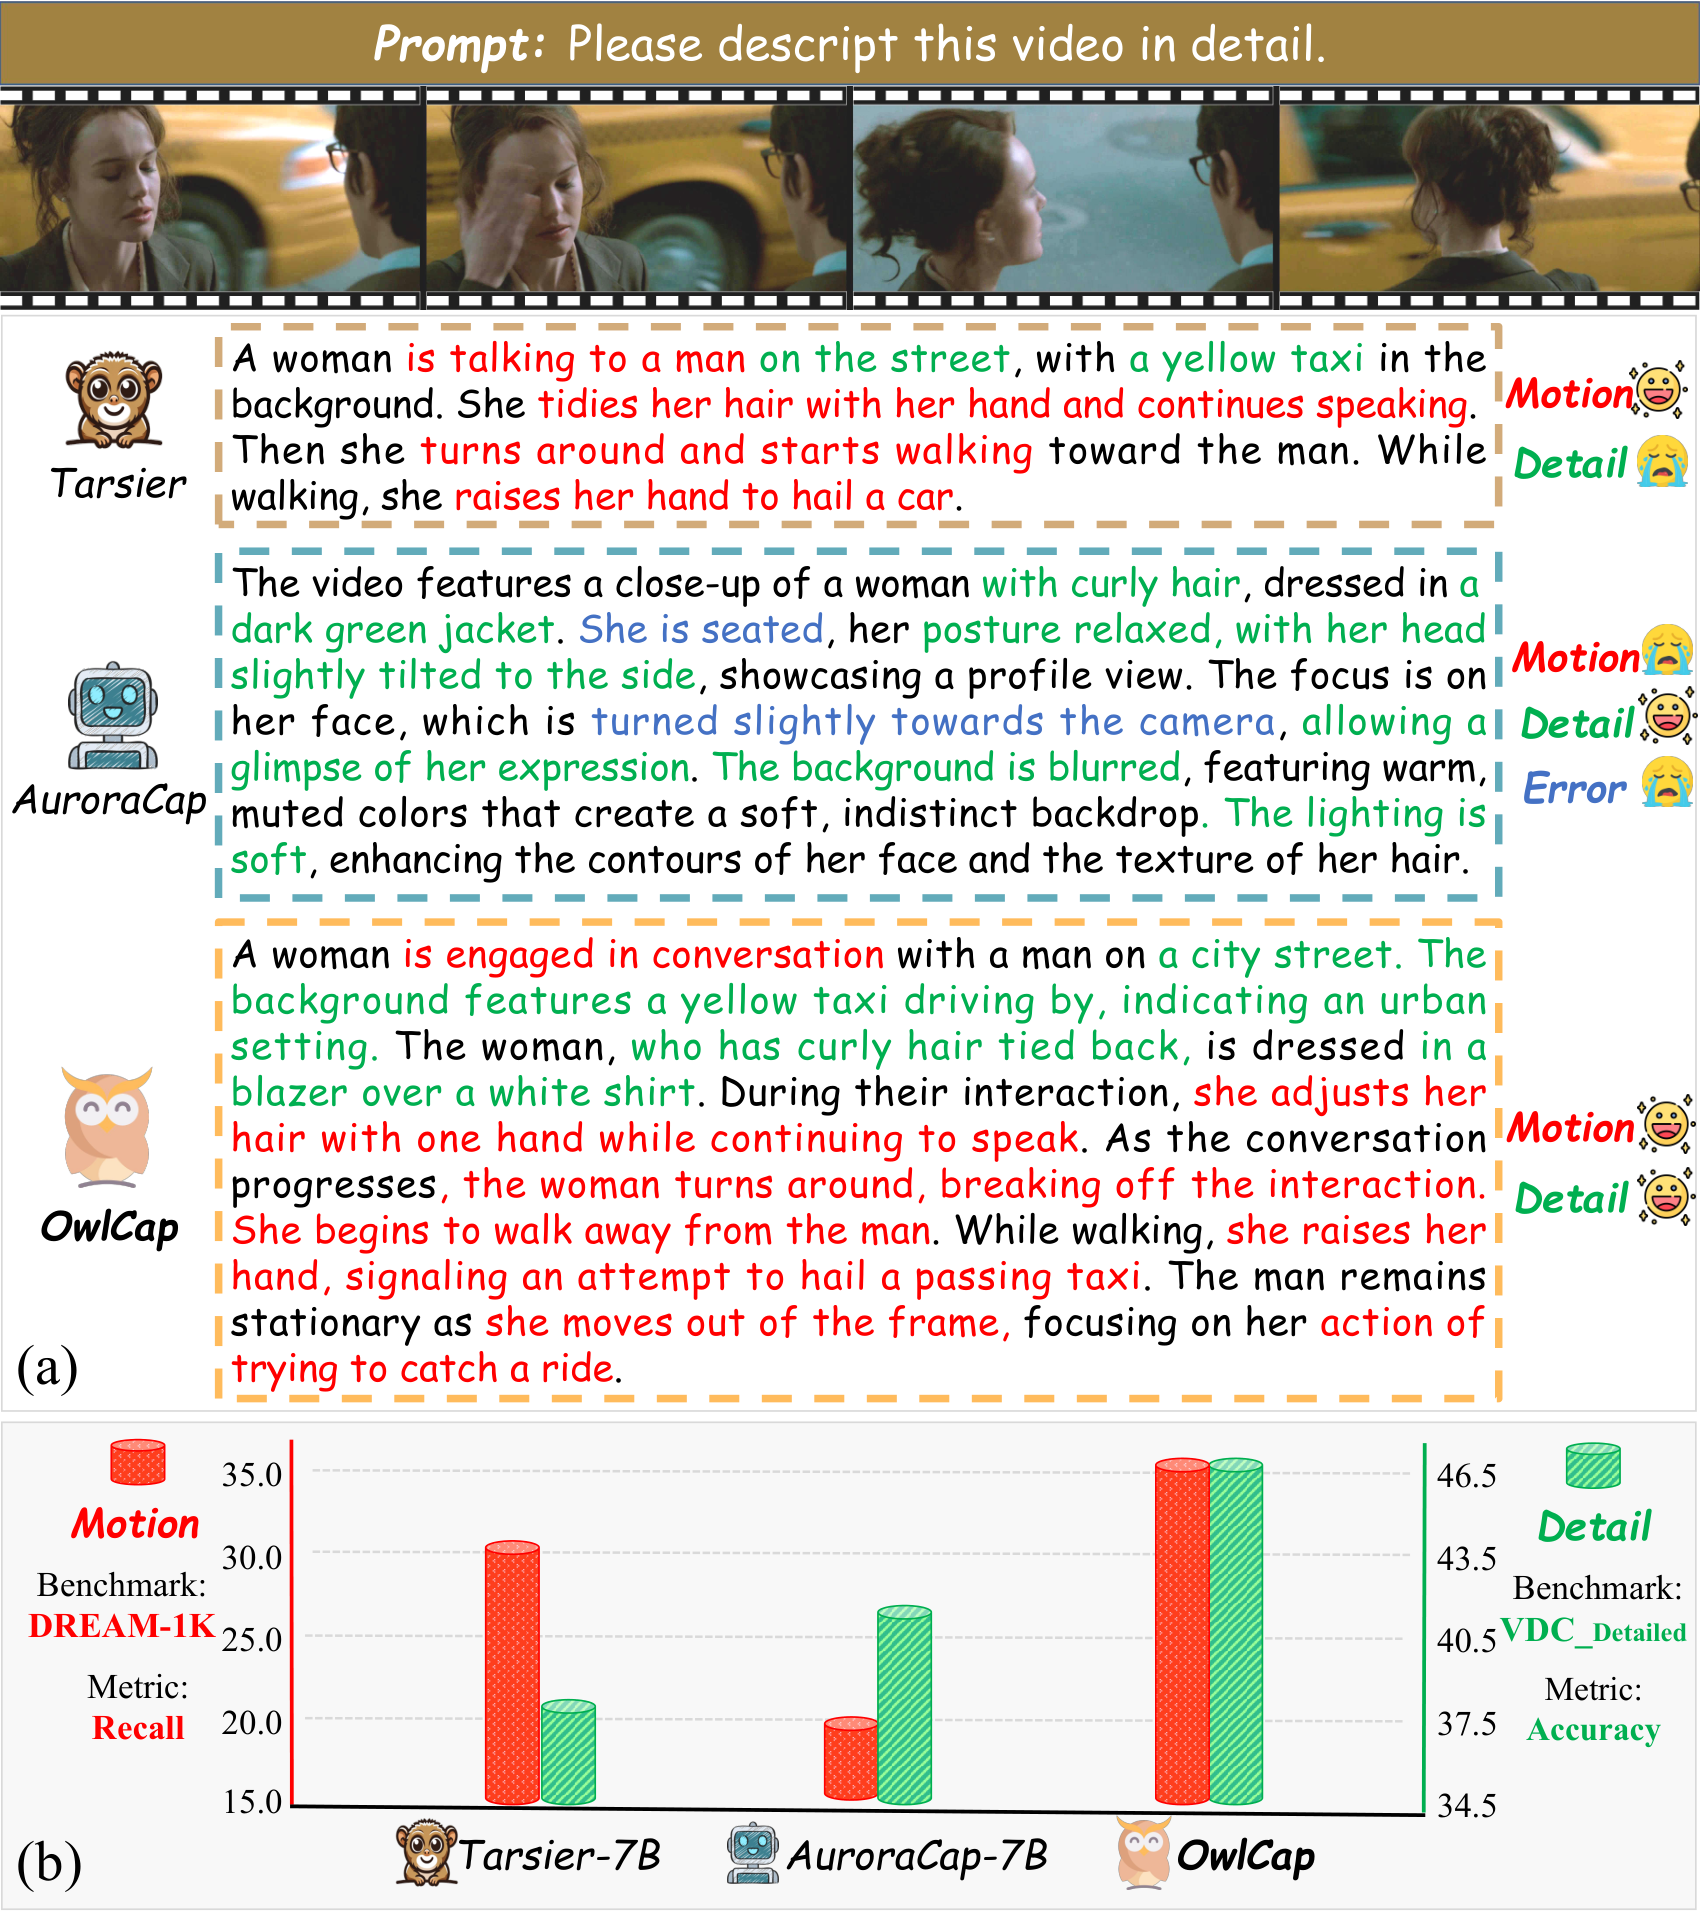 Prompt: Please descript this video in detail.
A woman is talking to a man on the street, with a yellow taxi in the
background. She tidies her hair with her hand and continues speaking.
Then she turns around and starts walking toward the man. While
walking, she raises her hand to hail a car.
Tarsier
Motion
Detail
The video features a close-up of a woman with curly hair, dressed in a
dark green jacket. She is seated, her posture relaxed, with her head
slightly tilted to the side, showcasing a profile view. The focus is on
her face, which is turned slightly towards the camera, allowing a
glimpse of her expression. The background is blurred, featuring warm,
muted colors that create a soft, indistinct backdrop. The lighting is
soft, enhancing the contours of her face and the texture of her hair.
AuroraCap
Motion
Detail
Error
A woman is engaged in conversation with a man on a city street. The
background features a yellow taxi driving by, indicating an urban
setting. The woman, who has curly hair tied back, is dressed in a
blazer over a white shirt. During their interaction, she adjusts her
hair with one hand while continuing to speak. As the conversation
progresses, the woman turns around, breaking off the interaction.
She begins to walk away from the man. While walking, she raises her
hand, signaling an attempt to hail a passing taxi. The man remains
stationary as she moves out of the frame, focusing on her action of
trying to catch a ride.
OwlCap
Motion
Detail
(a)
Motion
Benchmark:
DREAM-1K
Metric:
Recall
35.0
30.0
25.0
20.0
15.0
46.5
43.5
40.5
37.5
34.5
Detail
Benchmark:
VDC_Detailed
Metric:
Accuracy
Tarsier-7B
AuroraCap-7B
OwlCap
(b)